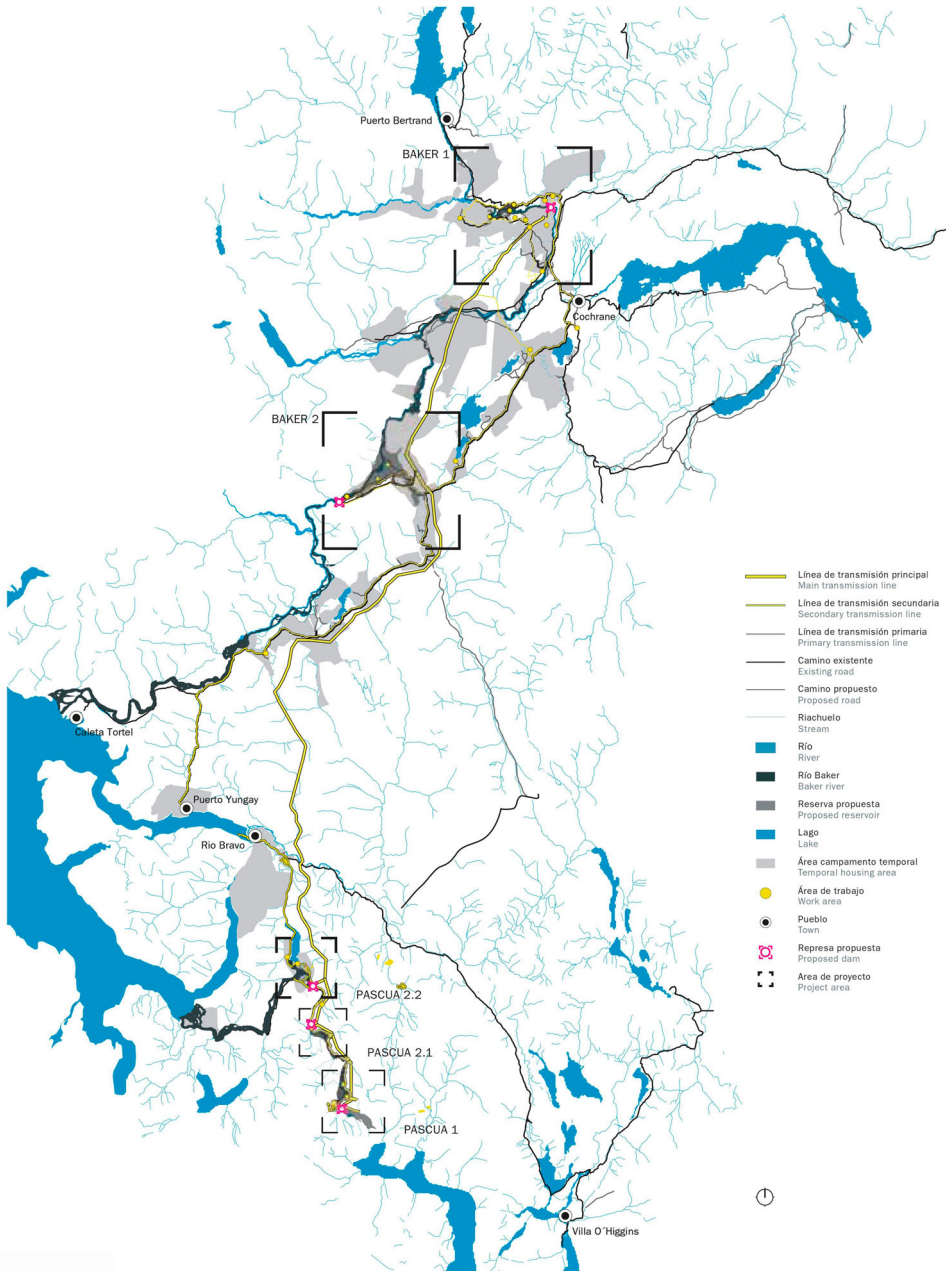 Puerto Bertrand
BAKER 1
Cochrane
BAKER 2
Caleta Tortel
Puerto Yungay
Rio Bravo
PASCUA 2.2
PASCUA 2.1
PASCUA 1
Villa O´Higgins
Línea de transmisión principal
Main transmission line
Línea de transmisión secundaria
Secondary transmission line
Línea de transmisión primaria
Primary transmission line
Camino existente
Existing road
Camino propuesto
Proposed road
Riachuelo
Stream
Río
River
Río Baker
Baker river
Reserva propuesta
Proposed reservoir
Lago
Lake
Área campamento temporal
Temporal housing area
Área de trabajo
Work area
Pueblo
Town
Represa propuesta
Proposed dam
Area de proyecto
Project area